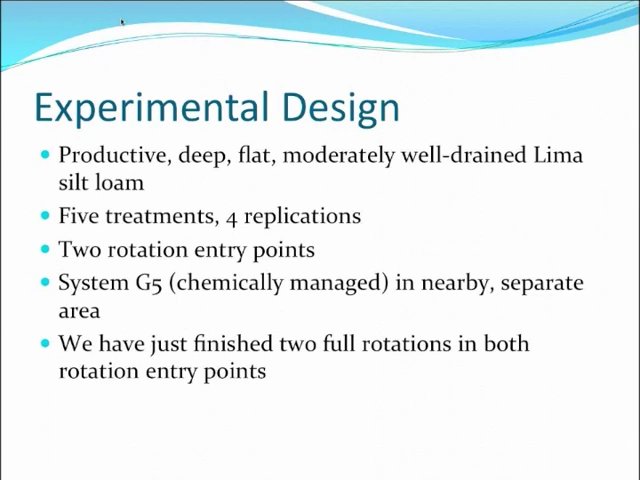 Experimental Design
Productive, deep, flat, moderately well-drained Lima
silt loam
Five treatments, 4 replications
Two rotation entry points
System G5 (chemically managed) in nearby, separate
area
We have just finished two full rotations in both
rotation entry points